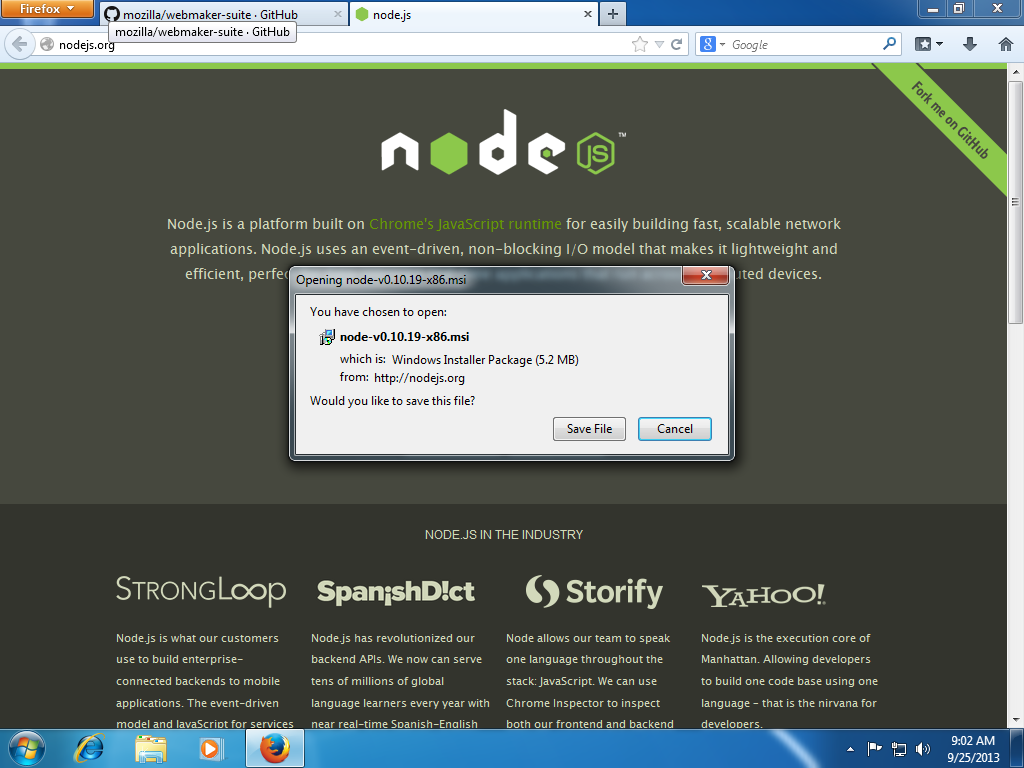 Firefox
mozilla/webmaker-suite · GitHub
node.js
mozilla/webmaker-suite · GitHub
nodejs.org
Google
Fork me on GitHub
node JS ™
Node.js is a platform built on Chrome's JavaScript runtime for easily building fast, scalable network
applications. Node.js uses an event-driven, non-blocking I/O model that makes it lightweight and
efficient, applications that uted devices.
Opening node-v0.10.19-x86.msi
You have chosen to open:
node-v0.10.19-x86.msi
which is: Windows Installer Package (5.2 MB)
from: http://nodejs.org
Would you like to save this file?
Save File
Cancel
NODE.JS IN THE INDUSTRY
STRONGLOOP
Node.js is what our customers
use to build enterprise-
connected backends to mobile
applications. The event-driven
model and JavaScript for services
SpanishD!ct
Node.js has revolutionized our
backend APIs. We now can serve
tens of millions of global
language learners every year with
near real-time Spanish-English
Storify
Node allows our team to speak
one language throughout the
stack: JavaScript. We can use
Chrome Inspector to inspect
both our frontend and backend
YAHOO!
Node.js is the execution core of
Manhattan. Allowing developers
to build one code base using one
language – that is the nirvana for
developers.
9:02 AM
9/25/2013